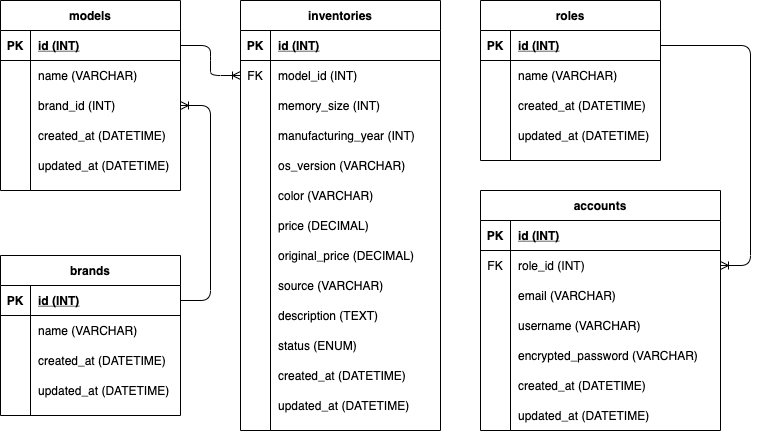 models
PK id (INT)
name (VARCHAR)
brand_id (INT)
created_at (DATETIME)
updated_at (DATETIME)
brands
PK id (INT)
name (VARCHAR)
created_at (DATETIME)
updated_at (DATETIME)
inventories
PK id (INT)
FK model_id (INT)
memory_size (INT)
manufacturing_year (INT)
os_version (VARCHAR)
color (VARCHAR)
price (DECIMAL)
original_price (DECIMAL)
source (VARCHAR)
description (TEXT)
status (ENUM)
created_at (DATETIME)
updated_at (DATETIME)
roles
PK id (INT)
name (VARCHAR)
created_at (DATETIME)
updated_at (DATETIME)
accounts
PK id (INT)
FK role_id (INT)
email (VARCHAR)
username (VARCHAR)
encrypted_password (VARCHAR)
created_at (DATETIME)
updated_at (DATETIME)